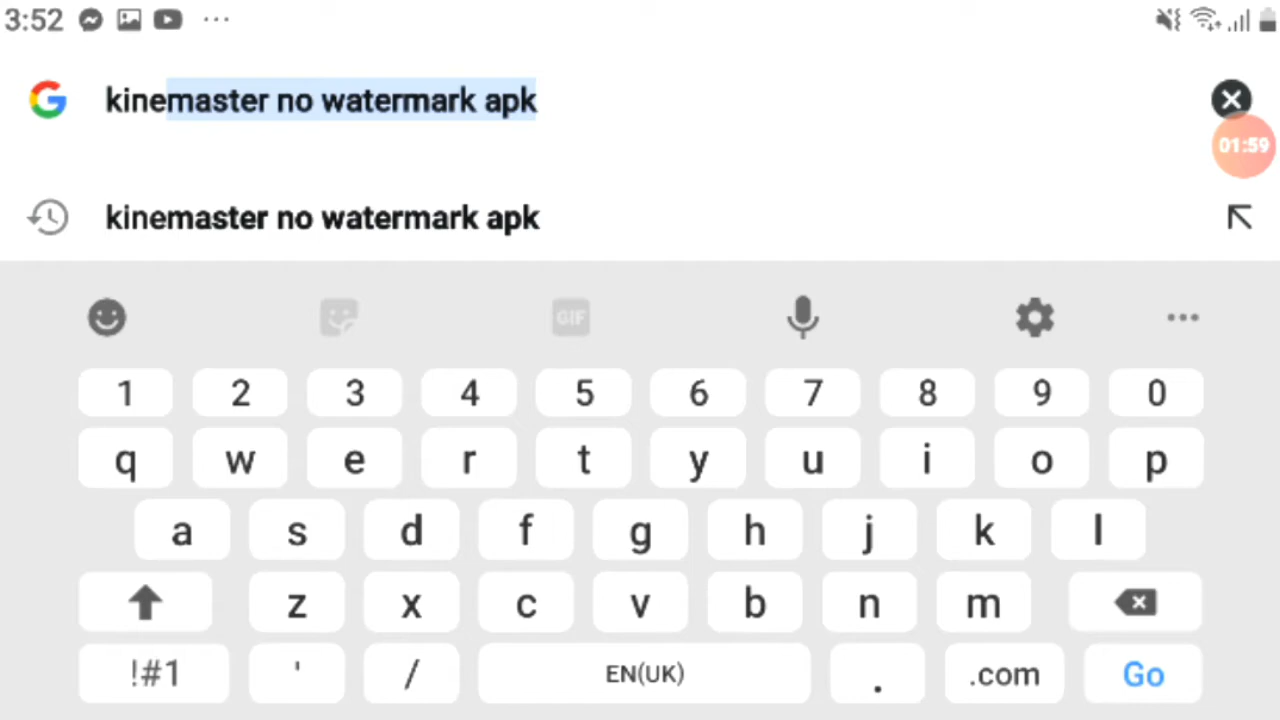 3:52
kinemaster no watermark apk
01:59
kinemaster no watermark apk
GIF
1 2 3 4 5 6 7 8 9 0
q w e r t y u i o p
a s d f g h j k l
z x c v b n m
!#1 ' / EN(UK) . .com Go